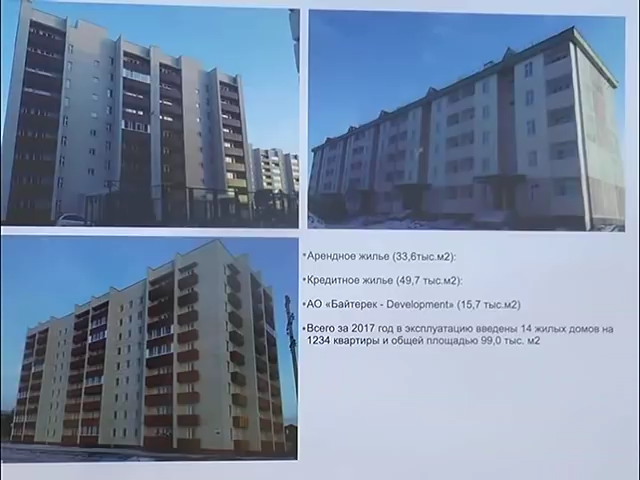 •Арендное жилье (33,6тыс.м2):
•Кредитное жилье (49,7 тыс.м2):
•АО «Байтерек - Development» (15,7 тыс.м2)
•Всего за 2017 год в эксплуатацию введены 14 жилых домов на
1234 квартиры и общей площадью 99,0 тыс. м2